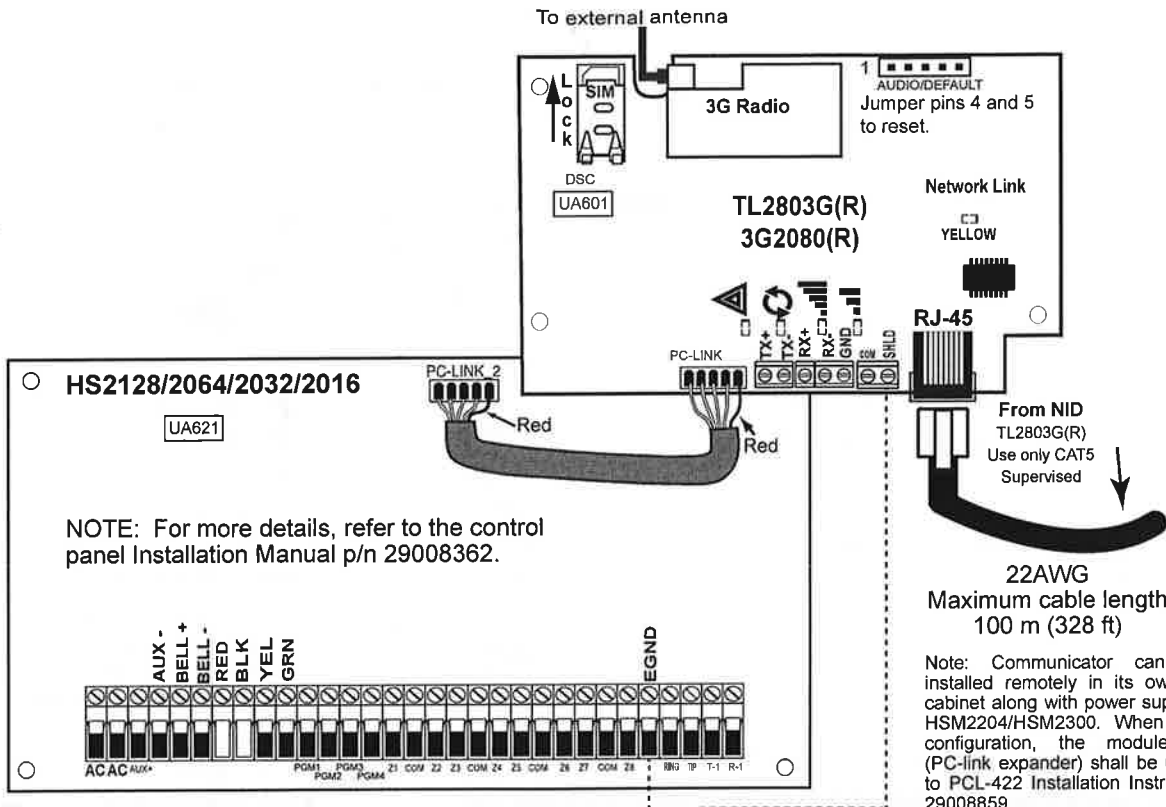 To external antenna
Lock
SIM
3G Radio
1
AUDIO/DEFAULT
Jumper pins 4 and 5
to reset.
DSC
UA601
Network Link
YELLOW
TL2803G(R)
3G2080(R)
RJ-45
PC-LINK
TX+
TX-
RX+
RX-
GND
COM
SHLD
HS2128/2064/2032/2016
UA621
PC-LINK_2
Red
Red
From NID
TL2803G(R)
Use only CAT5
Supervised
NOTE: For more details, refer to the control
panel Installation Manual p/n 29008362.
22AWG
Maximum cable length
100 m (328 ft)
Note: Communicator can
installed remotely in its ow
cabinet along with power sup
HSM2204/HSM2300. When
configuration, the module
(PC-link expander) shall be
to PCL-422 Installation Instr
29008859
AUX -
BELL +
BELL -
RED
BLK
YEL
GRN
EGND
AC AC AUX+ PGM1 PGM2 PGM3 PGM4 Z1 COM Z2 Z3 COM Z4 Z5 COM Z6 Z7 COM Z8 RING TIP T-1 R-1